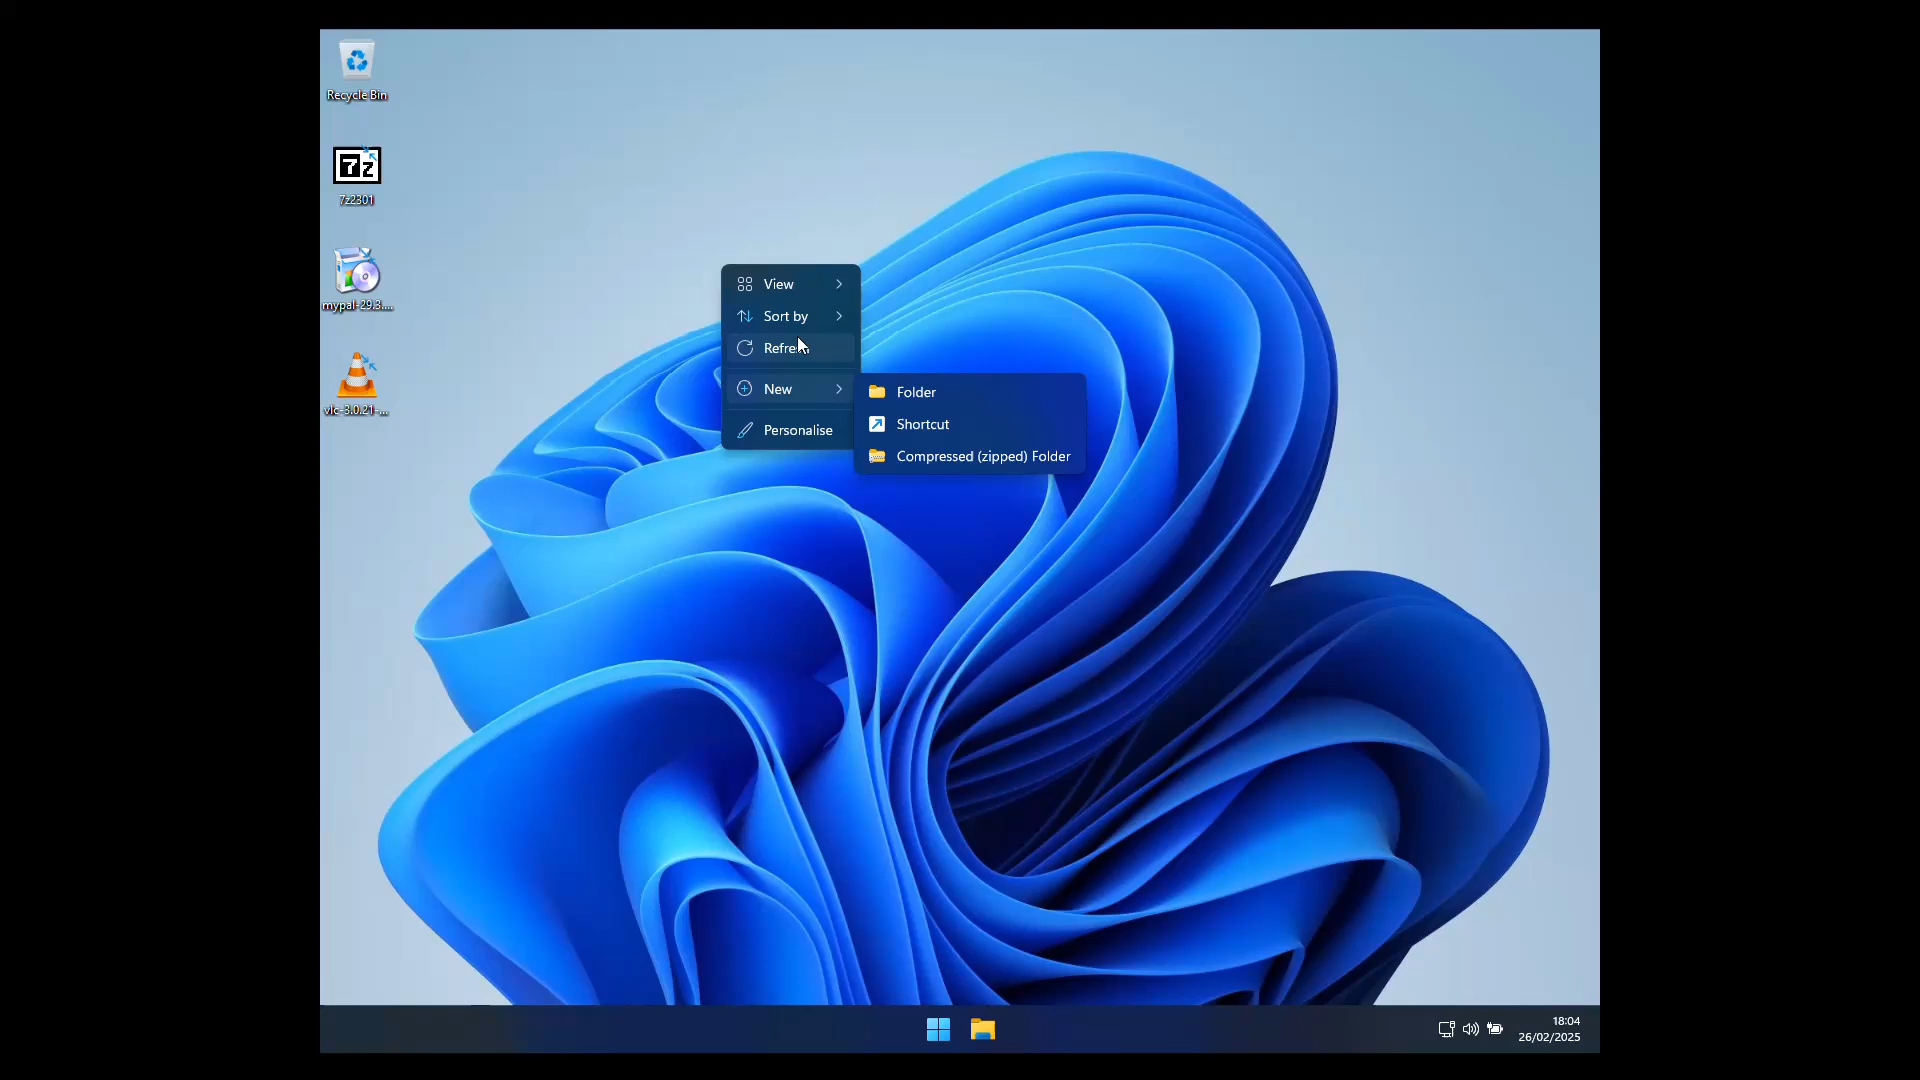 Recycle Bin
7z
7z2301
mypal-29.3....
vlc-3.0.21-...
View
Sort by
New
Personalise
Folder
Shortcut
Compressed (zipped) Folder
18:04
26/02/2025